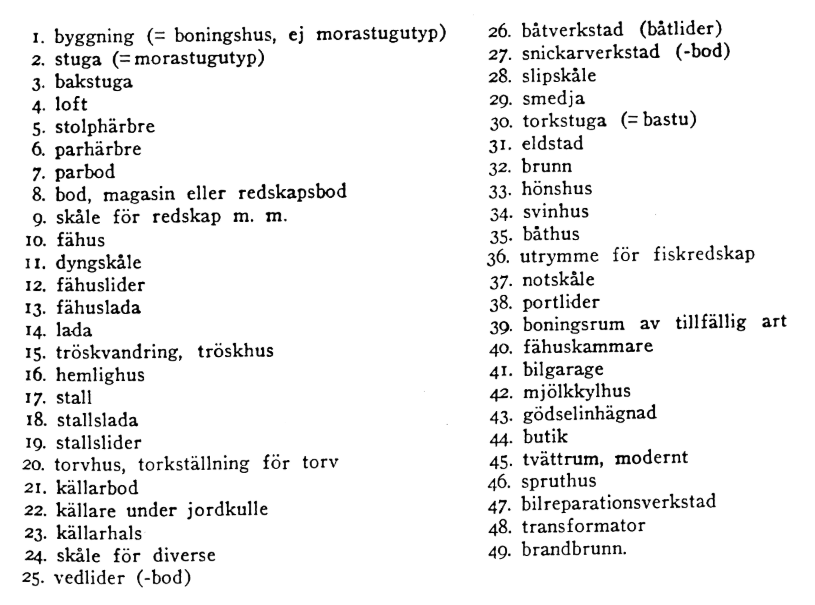 1. byggning (= boningshus, ej morastugutyp)
2. stuga (= morastugutyp)
3. bakstuga
4. loft
5. stolphärbre
6. parhärbre
7. parbod
8. bod, magasin eller redskapsbod
9. skåle för redskap m. m.
10. fähus
11. dyngskåle
12. fähuslider
13. fähuslada
14. lada
15. tröskvandring, tröskhus
16. hemlighus
17. stall
18. stallslada
19. stallslider
20. torvhus, torkställning för torv
21. källarbod
22. källare under jordkulle
23. källarhals
24. skåle för diverse
25. vedlider (-bod)
26. båtverkstad (båtlider)
27. snickarverkstad (-bod)
28. slipskåle
29. smedja
30. torkstuga (= bastu)
31. eldstad
32. brunn
33. hönshus
34. svinhus
35. båthus
36. utrymme för fiskredskap
37. notskåle
38. portlider
39. boningsrum av tillfällig art
40. fähuskammare
41. bilgarage
42. mjölkkylhus
43. gödselinhägnad
44. butik
45. tvättrum, modernt
46. spruthus
47. bilreparationsverkstad
48. transformator
49. brandbrunn.